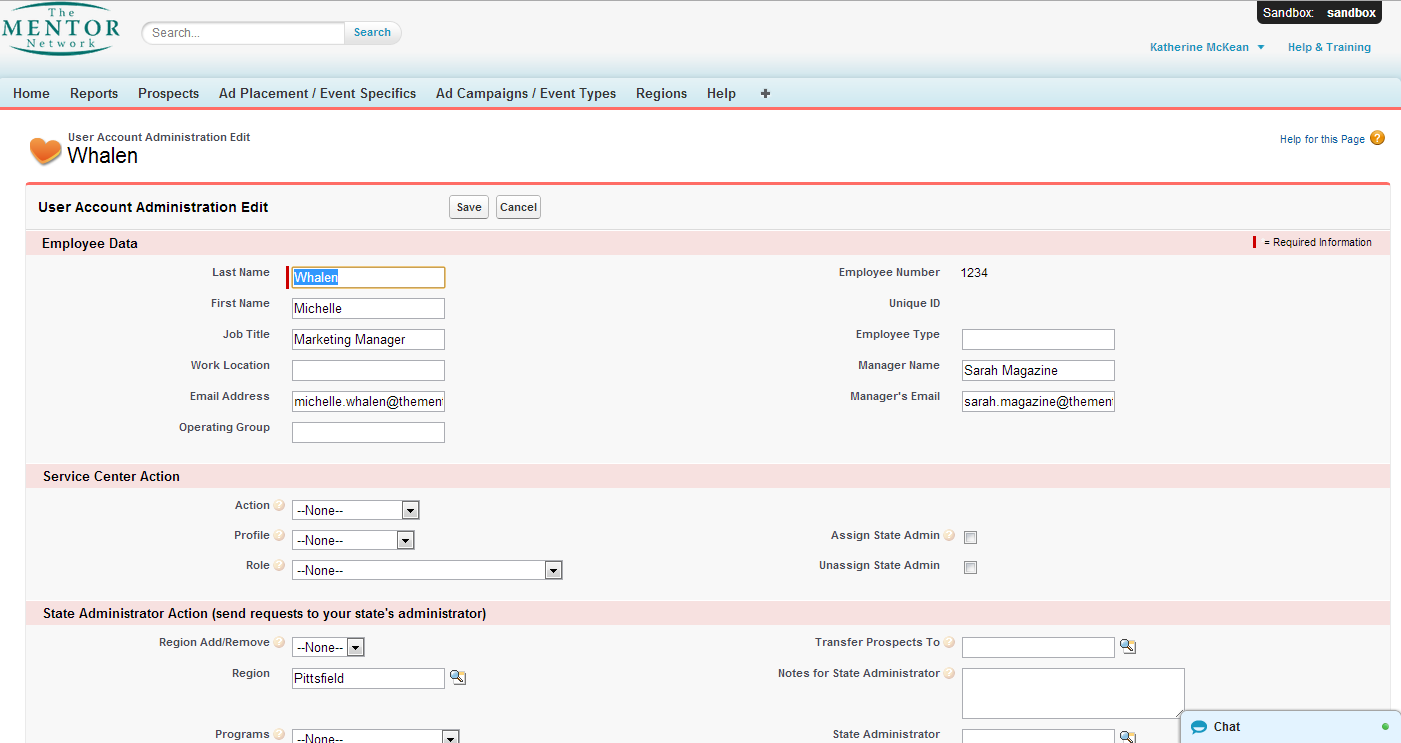 The
MENTOR
Network
Search...
Search
Sandbox: sandbox
Katherine McKean
Help & Training
Home
Reports
Prospects
Ad Placement / Event Specifics
Ad Campaigns / Event Types
Regions
Help
+
User Account Administration Edit
Whalen
Help for this Page ?
User Account Administration Edit
Save
Cancel
Employee Data
= Required Information
Last Name Whalen
Employee Number 1234
First Name Michelle
Unique ID
Job Title Marketing Manager
Employee Type
Work Location
Manager Name Sarah Magazine
Email Address michelle.whalen@themen
Manager's Email sarah.magazine@themen
Operating Group
Service Center Action
Action ? --None--
Profile ? --None--
Assign State Admin ?
Role ? --None--
Unassign State Admin
State Administrator Action (send requests to your state's administrator)
Region Add/Remove ? --None--
Transfer Prospects To ?
Region Pittsfield
Notes for State Administrator ?
Programs ? --None--
State Administrator
Chat